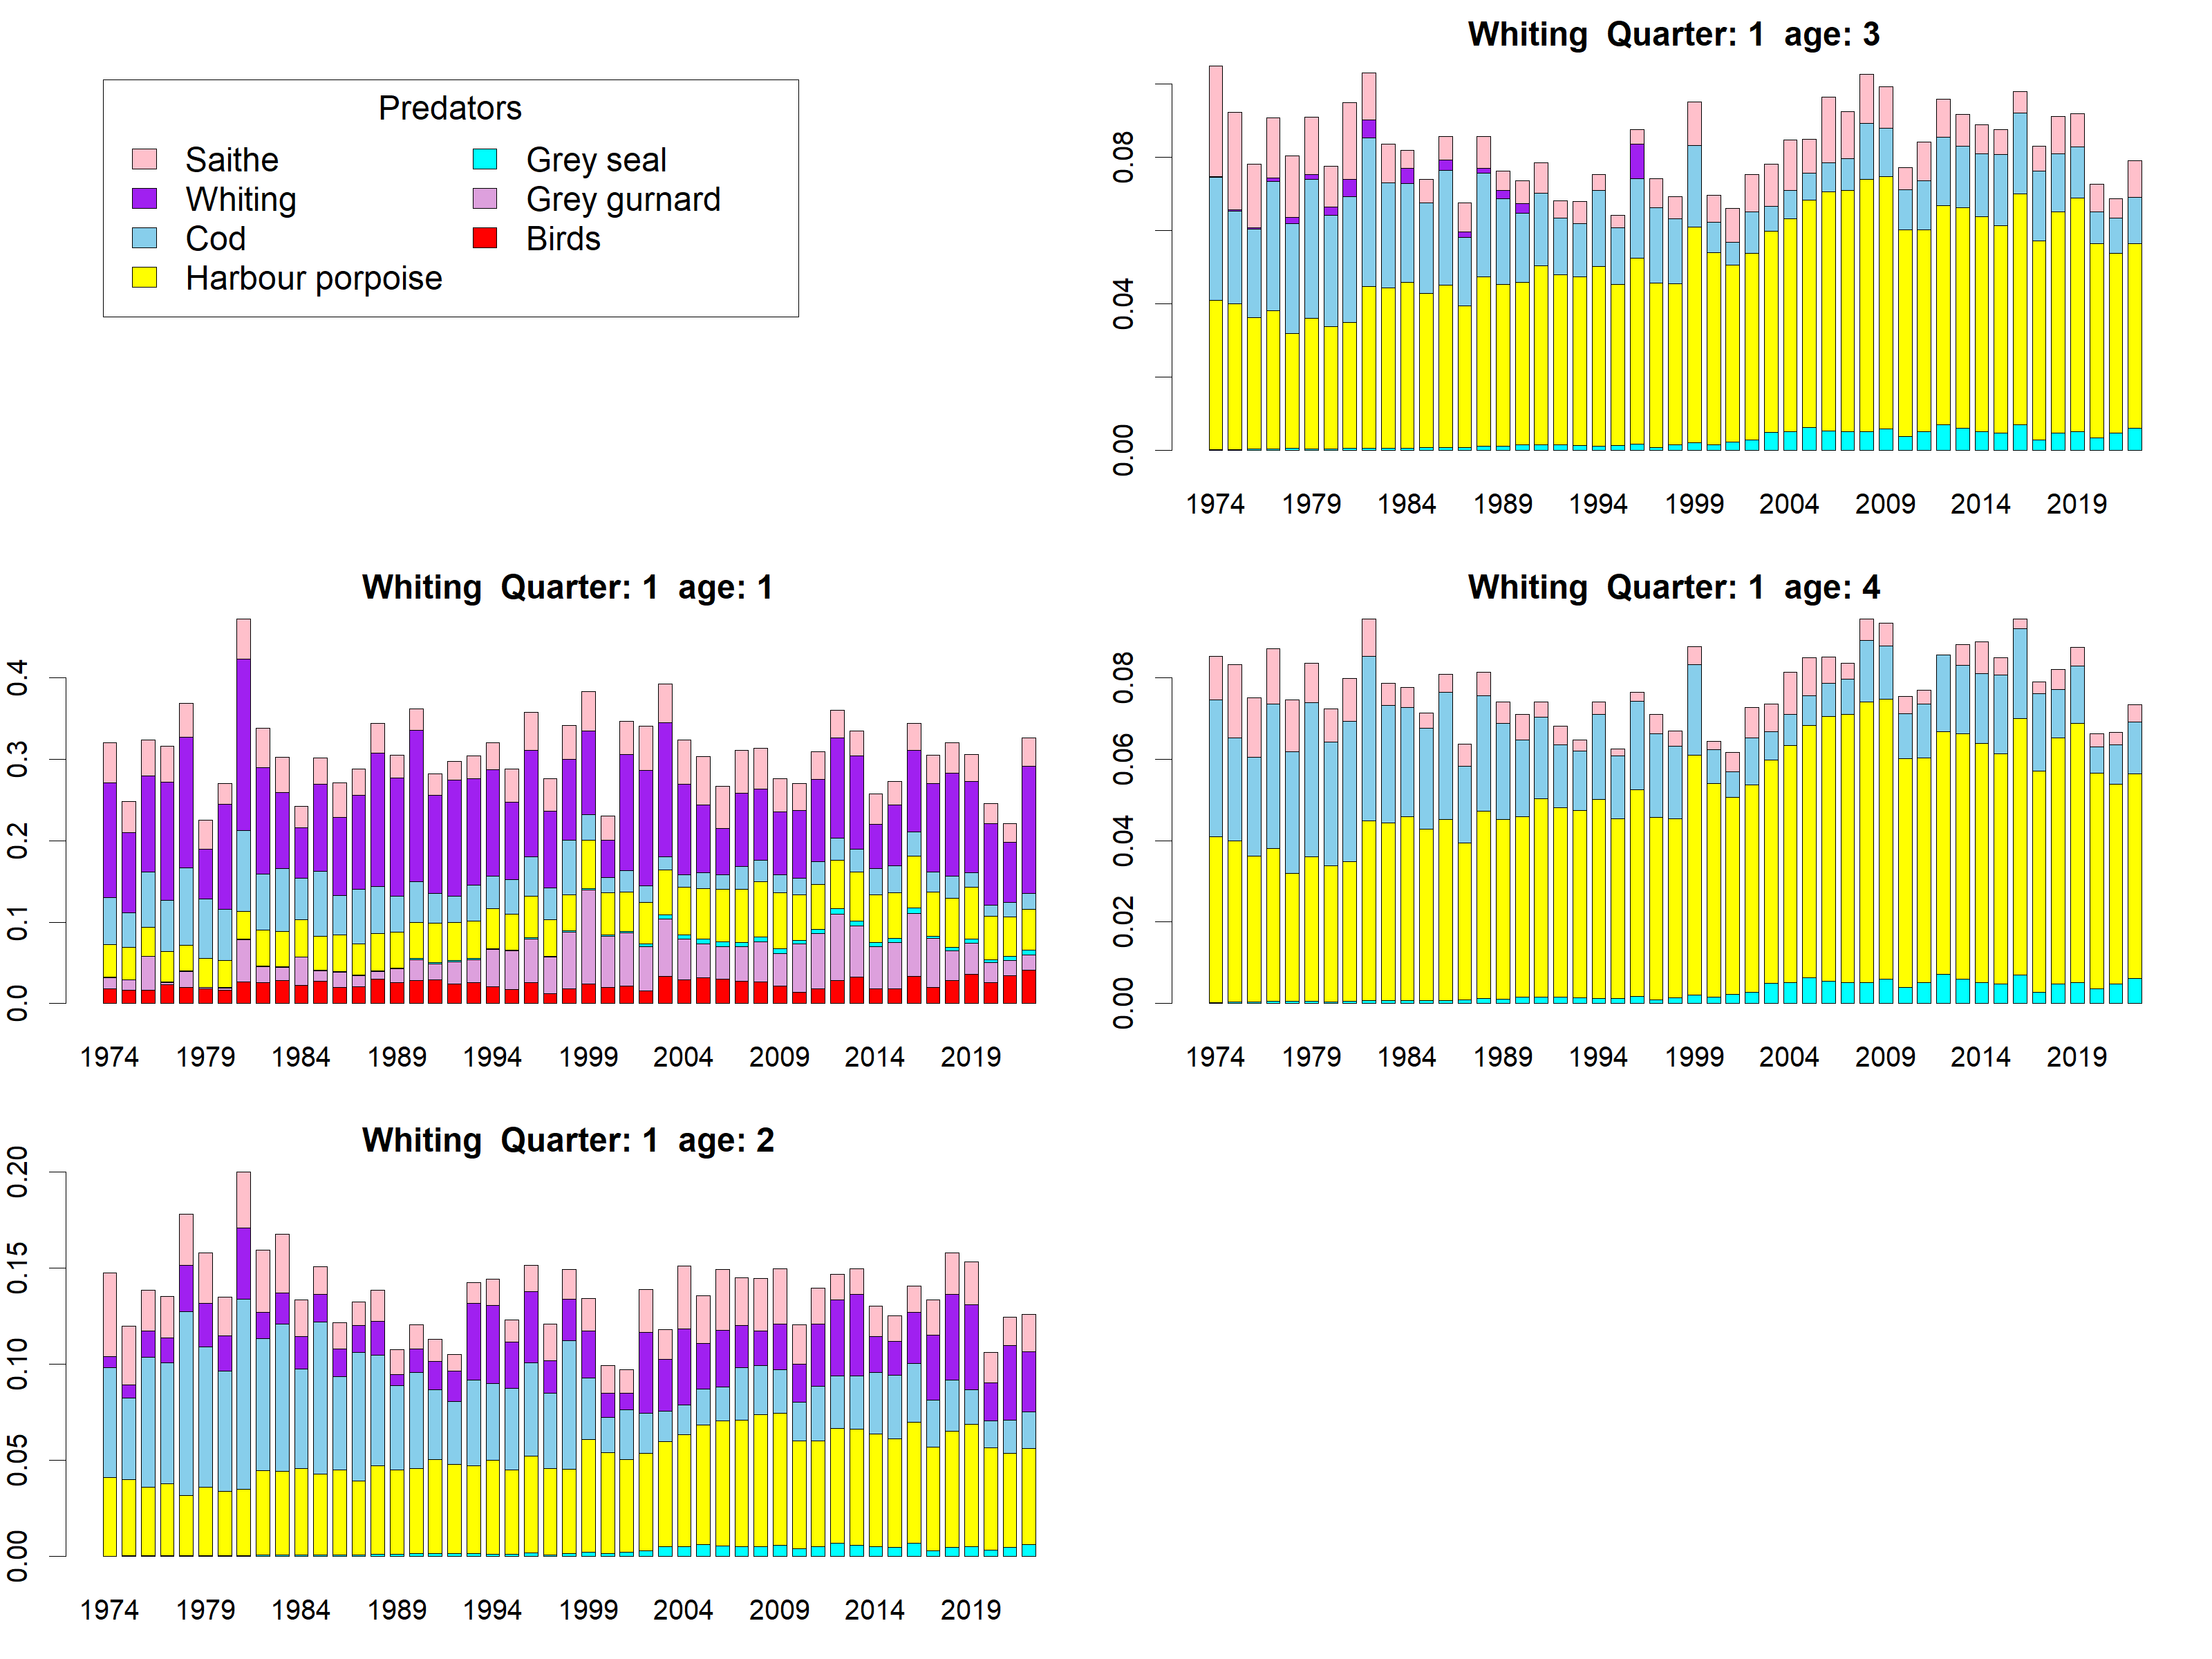 Predators
Saithe
Whiting
Cod
Harbour porpoise
Grey seal
Grey gurnard
Birds
Whiting Quarter: 1 age: 3
0.08
0.04
0.00
1974 1979 1984 1989 1994 1999 2004 2009 2014 2019
Whiting Quarter: 1 age: 1
0.4
0.3
0.2
0.1
0.0
1974 1979 1984 1989 1994 1999 2004 2009 2014 2019
Whiting Quarter: 1 age: 4
0.08
0.06
0.04
0.02
0.00
1974 1979 1984 1989 1994 1999 2004 2009 2014 2019
Whiting Quarter: 1 age: 2
0.20
0.15
0.10
0.05
0.00
1974 1979 1984 1989 1994 1999 2004 2009 2014 2019